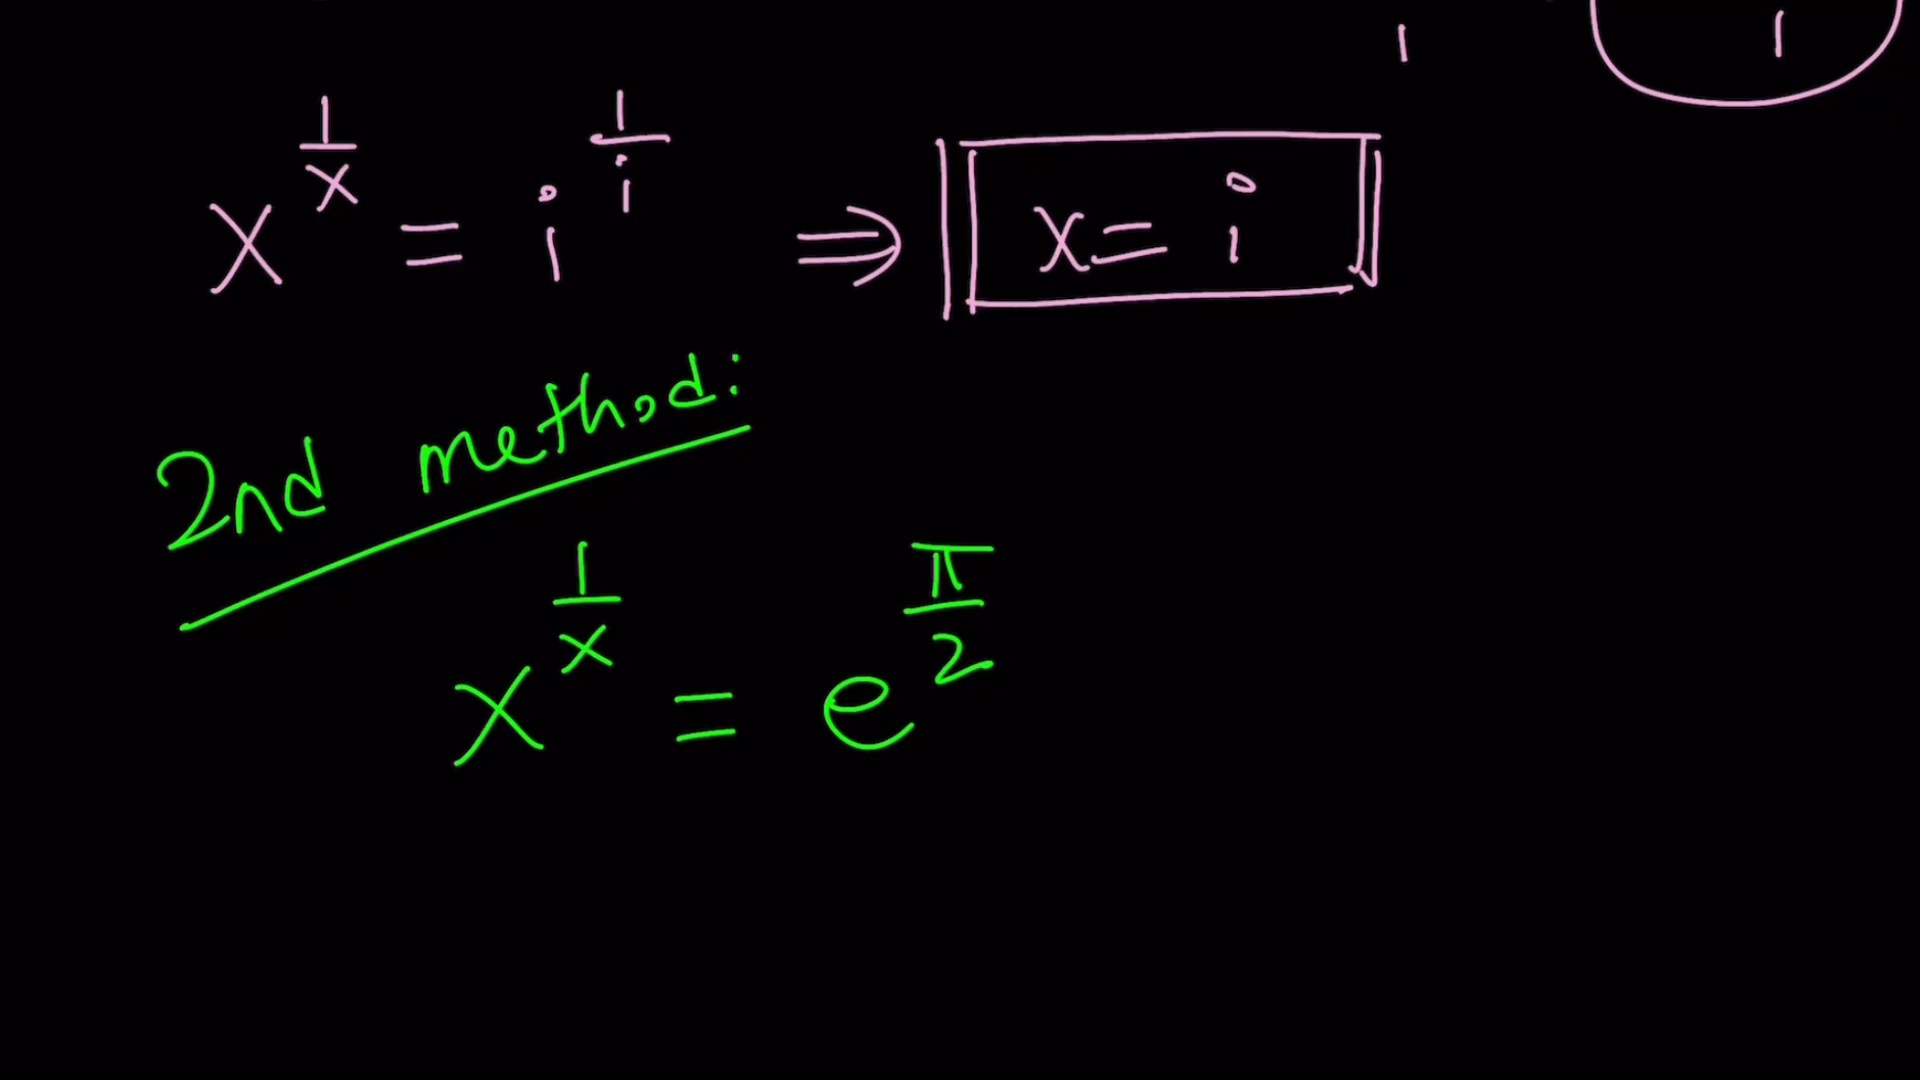 x^(1/x) = i^(1/i) ⇒ x = i
2nd method:
x^(1/x) = e^(π/2)